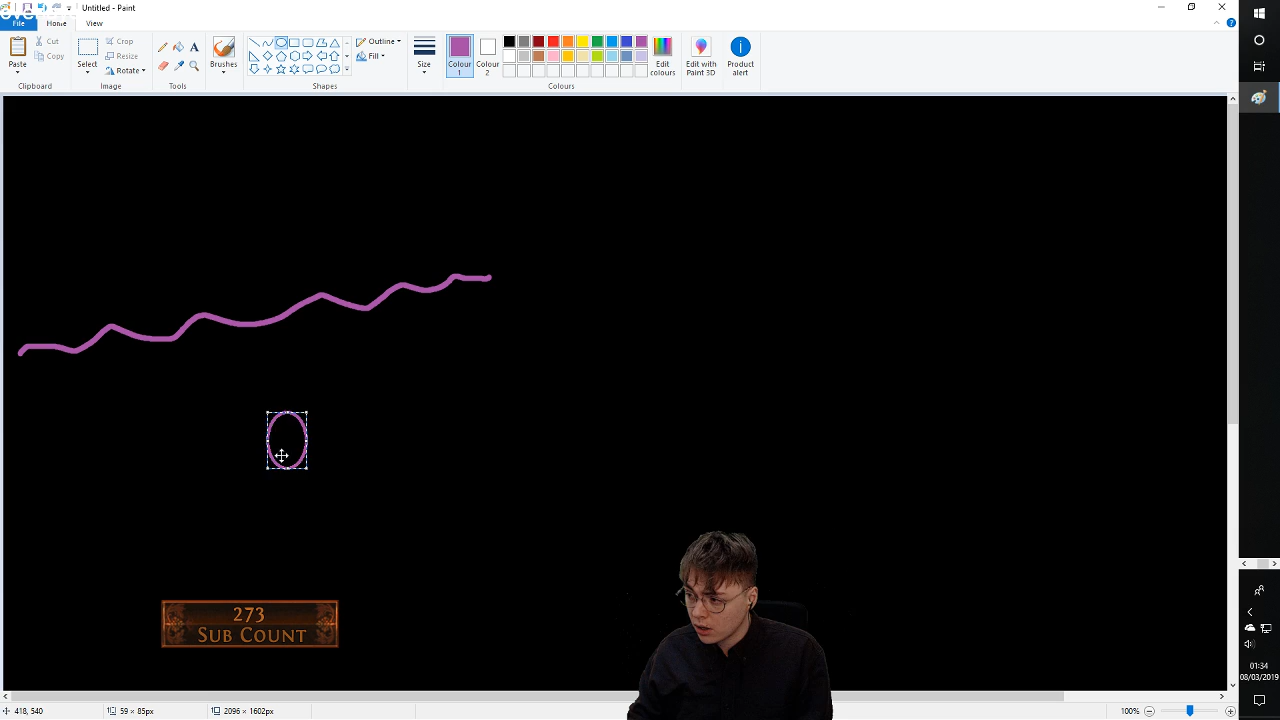 Untitled - Paint
File Home View
Paste
Cut
Copy
Clipboard
Select
Crop
Resize
Rotate
Image
Tools
Brushes
Shapes
Outline
Fill
Size
Colour 1
Colour 2
Edit colours
Colours
Edit with Paint 3D
Product alert
273
SUB COUNT
01:34
08/03/2019
418, 540
59 × 85px
2096 × 1602px
100%